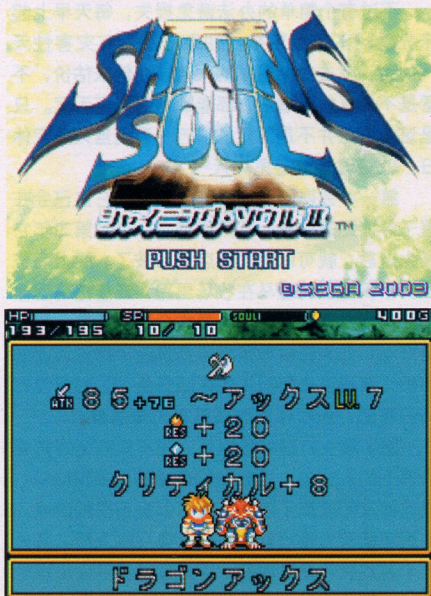 SHINING
SOUL
シャイニング・ソウルⅡ ™
PUSH START
©SEGA 2003
HP SP SOUL 400G
193/195 10/ 10
ATK 85+76 ~アックスLV.7
RES +20
RES +20
クリティカル+8
ドラゴンアックス